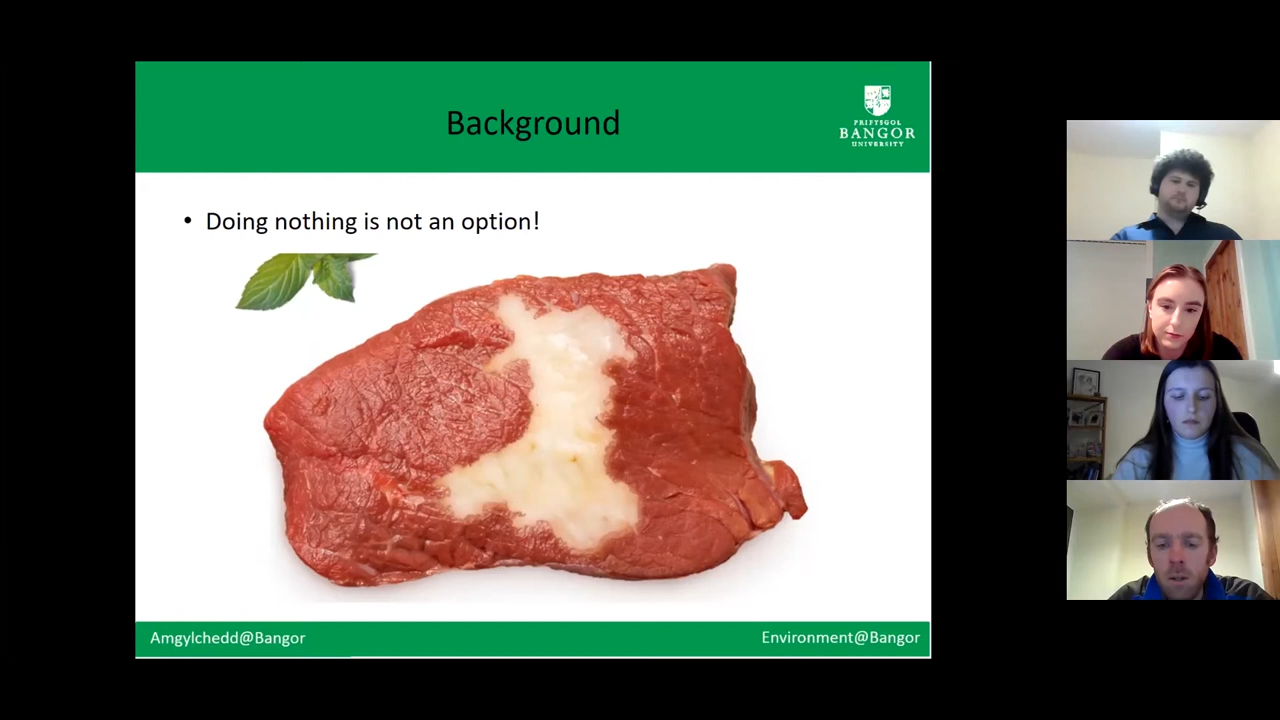 Background
PRIFYSGOL
BANGOR
UNIVERSITY
• Doing nothing is not an option!
Amgylchedd@Bangor
Environment@Bangor